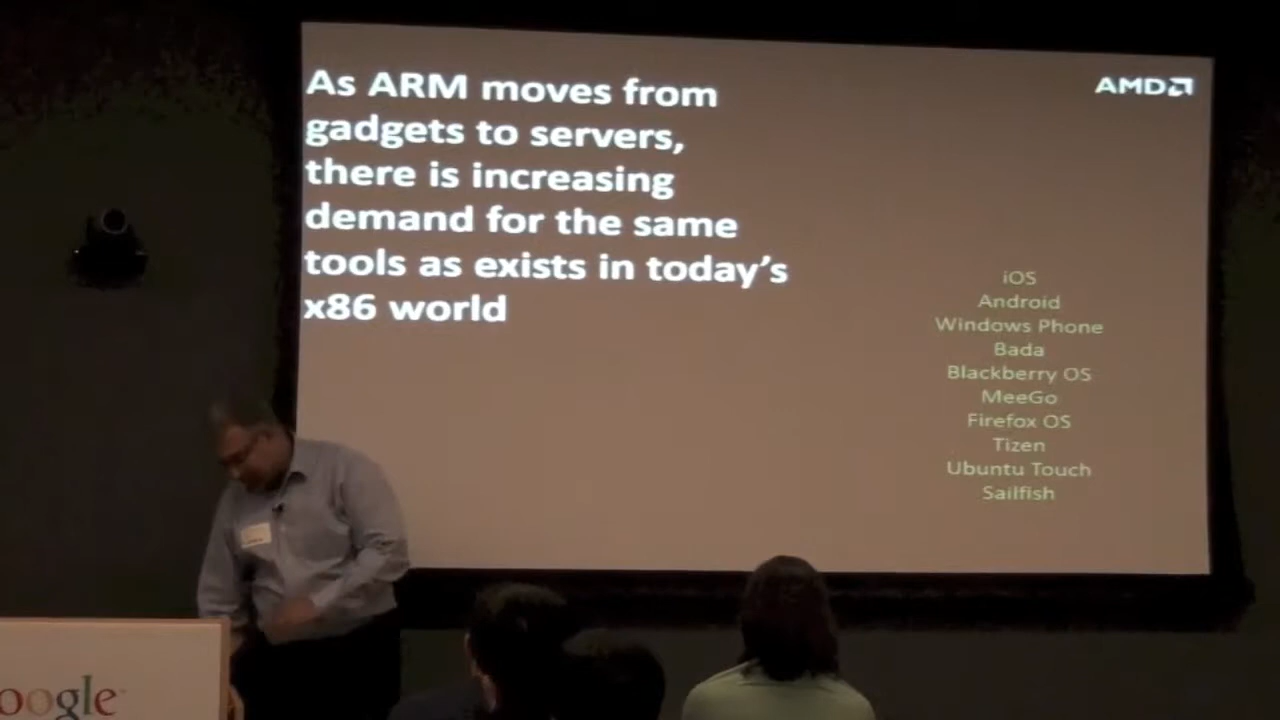 As ARM moves from
gadgets to servers,
there is increasing
demand for the same
tools as exists in today's
x86 world
AMD
iOS
Android
Windows Phone
Bada
Blackberry OS
MeeGo
Firefox OS
Tizen
Ubuntu Touch
Sailfish
oogle